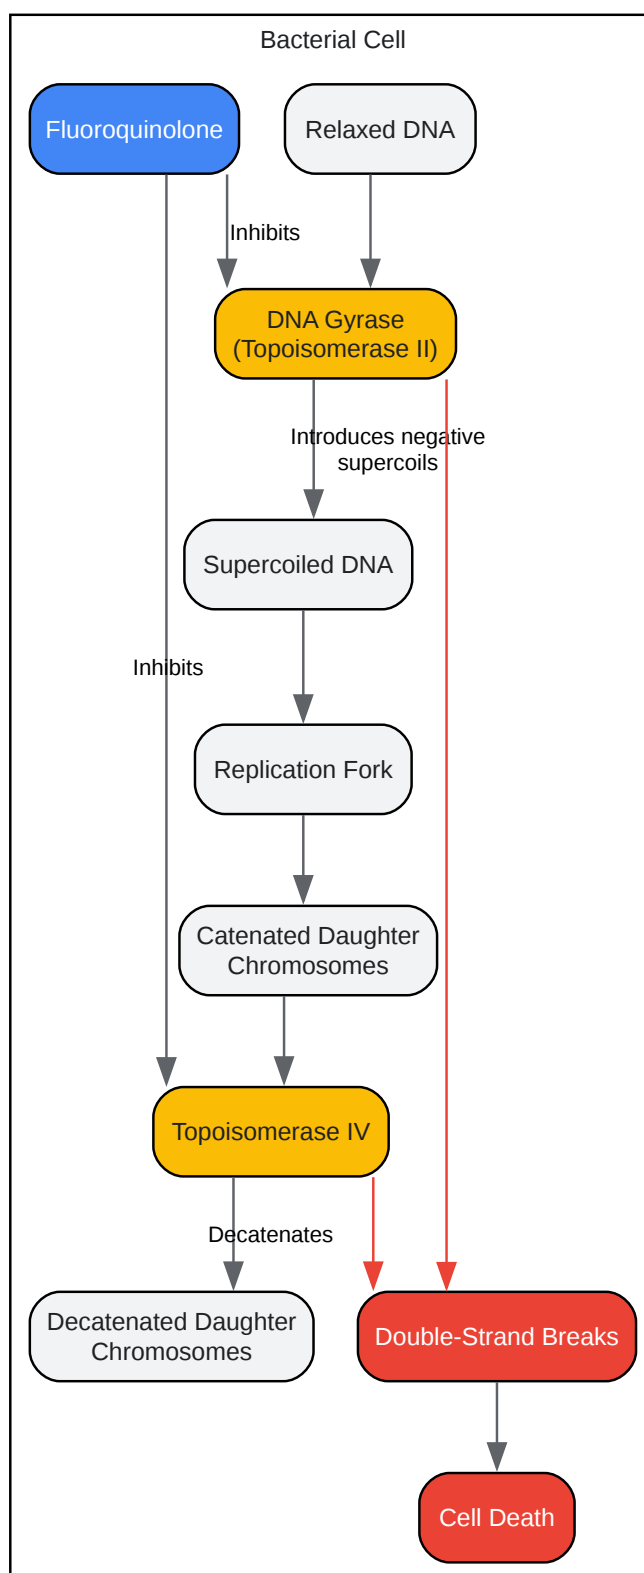 Bacterial Cell
Fluoroquinolone
Relaxed DNA
Inhibits
DNA Gyrase
(Topoisomerase II)
Introduces negative
supercoils
Supercoiled DNA
Inhibits
Replication Fork
Catenated Daughter
Chromosomes
Topoisomerase IV
Decatenates
Decatenated Daughter
Chromosomes
Double-Strand Breaks
Cell Death